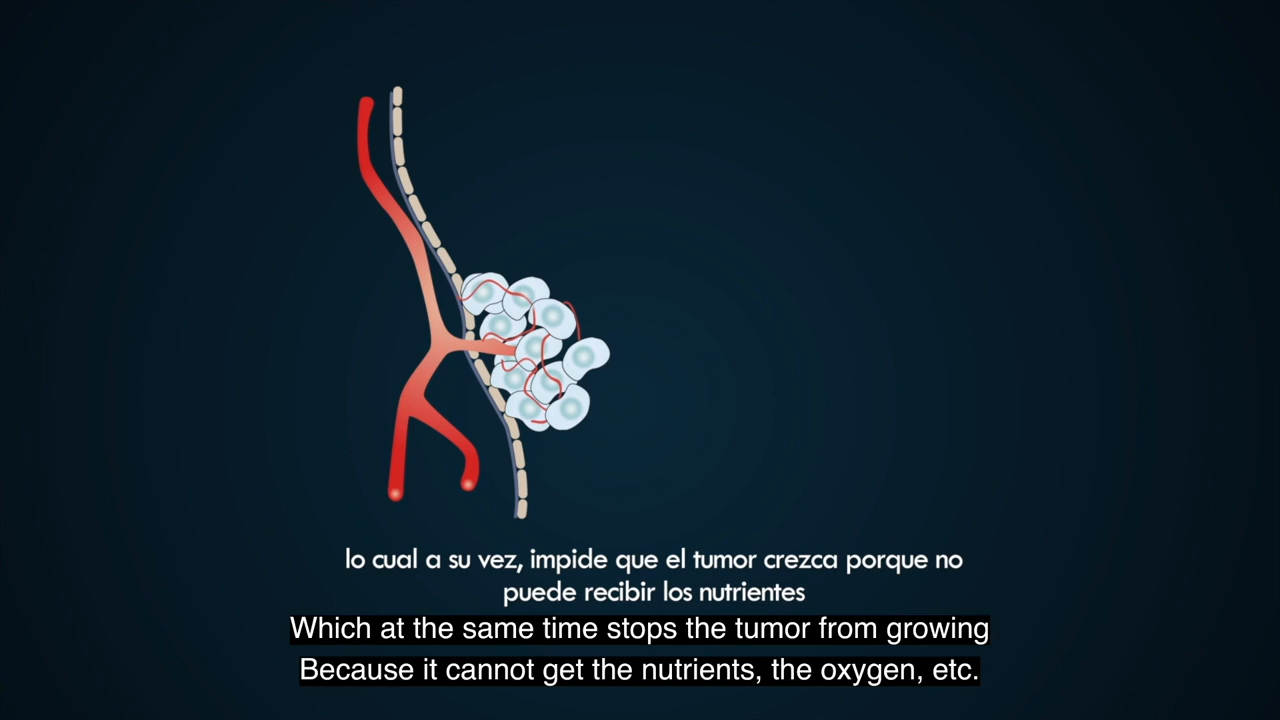 lo cual a su vez, impide que el tumor crezca porque no
puede recibir los nutrientes
Which at the same time stops the tumor from growing
Because it cannot get the nutrients, the oxygen, etc.